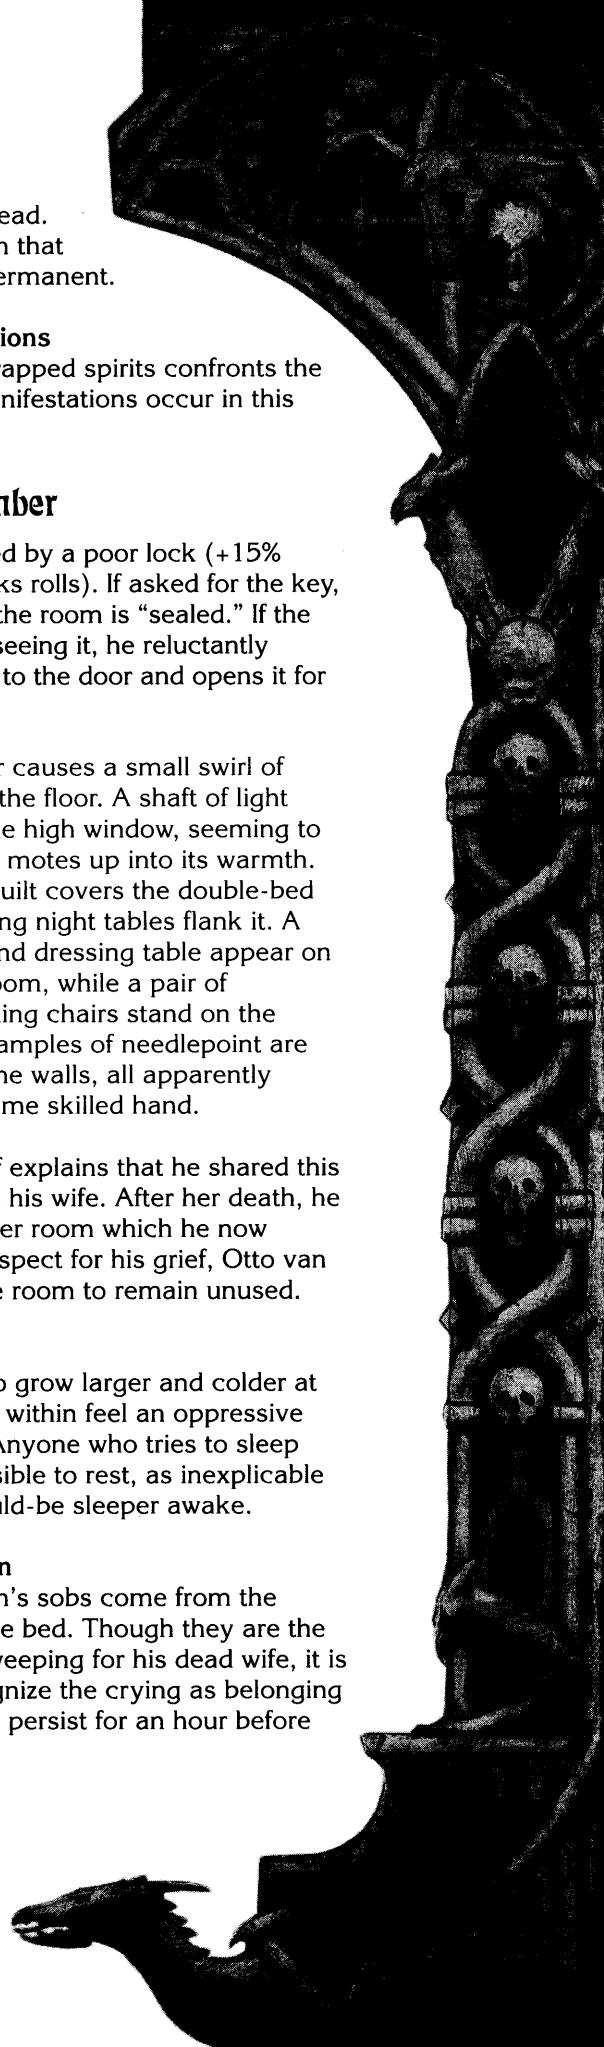 ead.
n that
ermanent.
ions
rapped spirits confronts the
nifestations occur in this
nber
ed by a poor lock (+15%
ks rolls). If asked for the key,
the room is “sealed.” If the
seeing it, he reluctantly
to the door and opens it for
r causes a small swirl of
the floor. A shaft of light
e high window, seeming to
motes up into its warmth.
uilt covers the double-bed
ng night tables flank it. A
nd dressing table appear on
oom, while a pair of
ing chairs stand on the
amples of needlepoint are
ne walls, all apparently
me skilled hand.
f explains that he shared this
his wife. After her death, he
er room which he now
spect for his grief, Otto van
e room to remain unused.
o grow larger and colder at
within feel an oppressive
Anyone who tries to sleep
sible to rest, as inexplicable
uld-be sleeper awake.
n
n’s sobs come from the
e bed. Though they are the
veeping for his dead wife, it is
gnize the crying as belonging
persist for an hour before